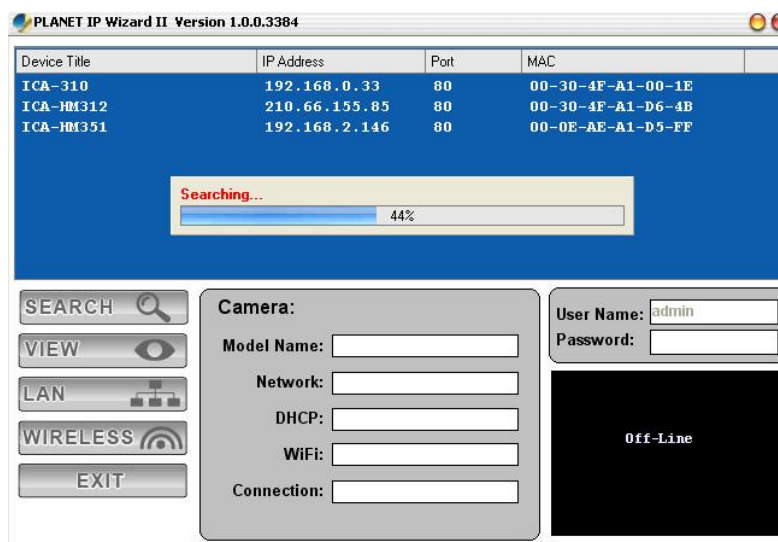 PLANET IP Wizard II Version 1.0.0.3384
Device Title IP Address Port MAC
ICA-310 192.168.0.33 80 00-30-4F-A1-00-1E
ICA-HM312 210.66.155.85 80 00-30-4F-A1-D6-4B
ICA-HM351 192.168.2.146 80 00-0E-AE-A1-D5-FF
Searching...
44%
SEARCH
VIEW
LAN
WIRELESS
EXIT
Camera:
Model Name:
Network:
DHCP:
WiFi:
Connection:
User Name: admin
Password:
Off-Line